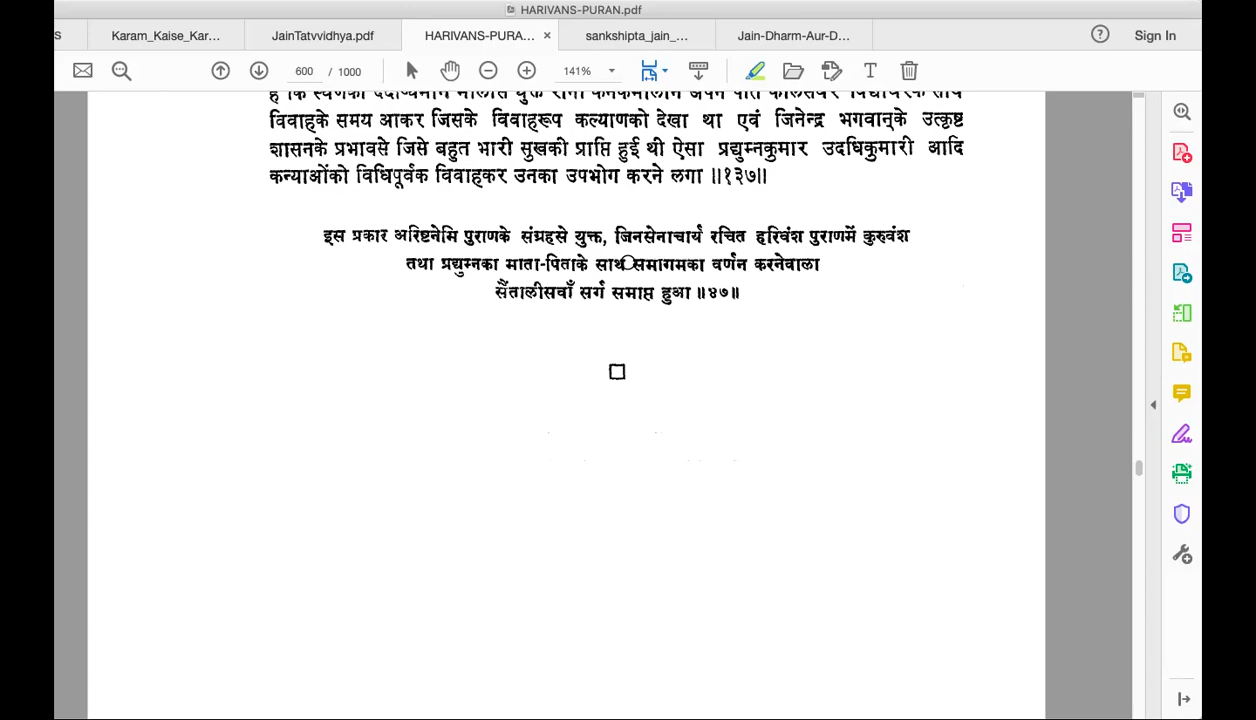 HARIVANS-PURAN.pdf
s Karam_Kaise_Kar... JainTatvvidhya.pdf HARIVANS-PURA... × sankshipta_jain_... Jain-Dharm-Aur-D... ? Sign In
600 / 1000 141%
विवाहके समय आकर जिसके विवाहरूप कल्याणको देखा था एवं जिनेन्द्र भगवान्‌के उत्कृष्ट
शासनके प्रभावसे जिसे बहुत भारी सुखकी प्राप्ति हुई थी ऐसा प्रद्युम्नकुमार उदधिकुमारी आदि
कन्याओंको विधिपूर्वक विवाहकर उनका उपभोग करने लगा ॥१३७॥
इस प्रकार अरिष्टनेमि पुराणके संग्रहसे युक्त, जिनसेनाचार्य रचित हरिवंश पुराणमें कुरुवंश
तथा प्रद्युम्नका माता-पिताके साथ समागमका वर्णन करनेवाला
सैंतालीसवाँ सर्ग समाप्त हुआ ॥४७॥